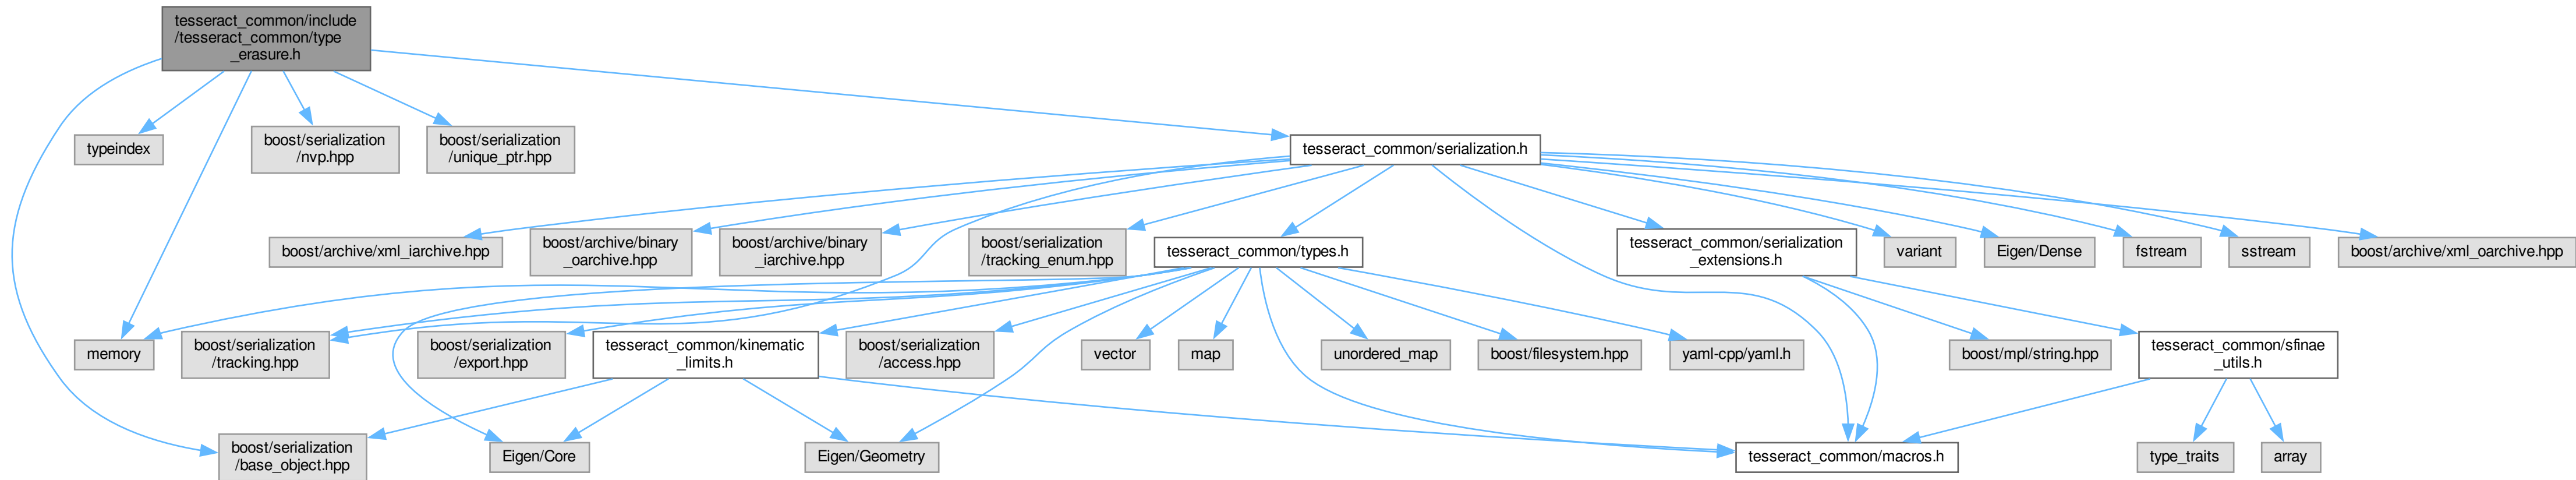 tesseract_common/include
/tesseract_common/type
_erasure.h
typeindex
boost/serialization
/nvp.hpp
boost/serialization
/unique_ptr.hpp
tesseract_common/serialization.h
boost/archive/xml_iarchive.hpp
boost/archive/binary
_oarchive.hpp
boost/archive/binary
_iarchive.hpp
boost/serialization
/tracking_enum.hpp
tesseract_common/types.h
tesseract_common/serialization
_extensions.h
variant
Eigen/Dense
fstream
sstream
boost/archive/xml_oarchive.hpp
memory
boost/serialization
/tracking.hpp
boost/serialization
/export.hpp
tesseract_common/kinematic
_limits.h
boost/serialization
/access.hpp
vector
map
unordered_map
boost/filesystem.hpp
yaml-cpp/yaml.h
boost/mpl/string.hpp
tesseract_common/sfinae
_utils.h
boost/serialization
/base_object.hpp
Eigen/Core
Eigen/Geometry
tesseract_common/macros.h
type_traits
array